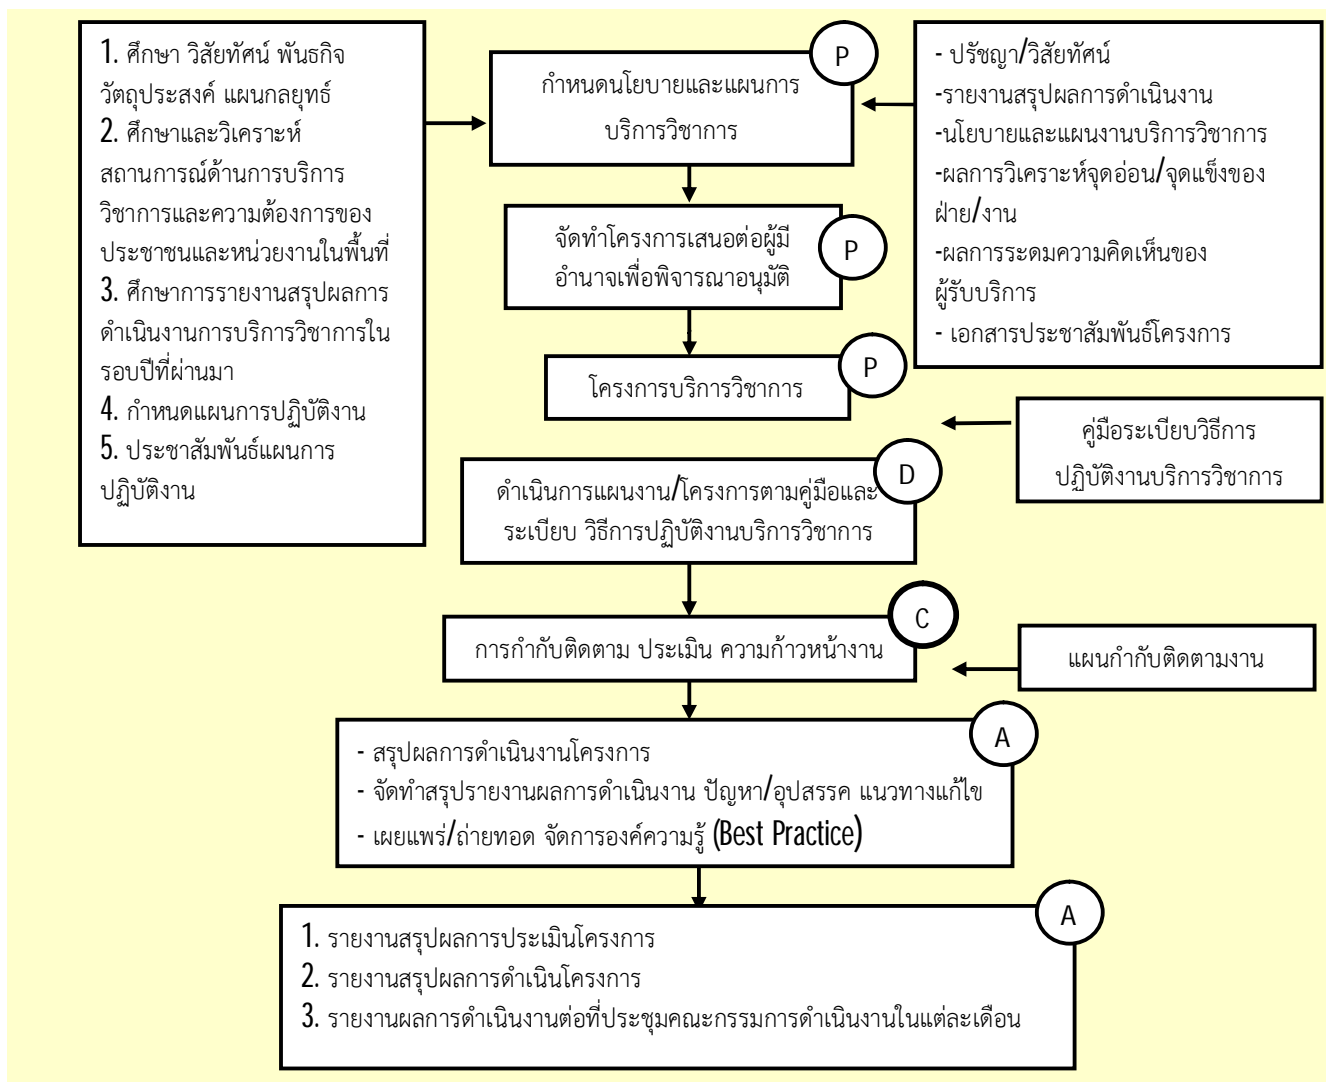 1. ศึกษา วิสัยทัศน์ พันธกิจ
วัตถุประสงค์ แผนกลยุทธ์
2. ศึกษาและวิเคราะห์
สถานการณ์ด้านการบริการ
วิชาการและความต้องการของ
ประชาชนและหน่วยงานในพื้นที่
3. ศึกษาการรายงานสรุปผลการ
ดำเนินงานการบริการวิชาการใน
รอบปีที่ผ่านมา
4. กำหนดแผนการปฏิบัติงาน
5. ประชาสัมพันธ์แผนการ
ปฏิบัติงาน
P
กำหนดนโยบายและแผนการ
บริการวิชาการ
- ปรัชญา/วิสัยทัศน์
-รายงานสรุปผลการดำเนินงาน
-นโยบายและแผนงานบริการวิชาการ
-ผลการวิเคราะห์จุดอ่อน/จุดแข็งของ
ฝ่าย/งาน
-ผลการระดมความคิดเห็นของ
ผู้รับบริการ
- เอกสารประชาสัมพันธ์โครงการ
จัดทำโครงการเสนอต่อผู้มี
อำนาจเพื่อพิจารณาอนุมัติ
P
P
โครงการบริการวิชาการ
คู่มือระเบียบวิธีการ
ปฏิบัติงานบริการวิชาการ
D
ดำเนินการแผนงาน/โครงการตามคู่มือและ
ระเบียบ วิธีการปฏิบัติงานบริการวิชาการ
C
การกำกับติดตาม ประเมิน ความก้าวหน้างาน
แผนกำกับติดตามงาน
A
- สรุปผลการดำเนินงานโครงการ
- จัดทำสรุปรายงานผลการดำเนินงาน ปัญหา/อุปสรรค แนวทางแก้ไข
- เผยแพร่/ถ่ายทอด จัดการองค์ความรู้ (Best Practice)
A
1. รายงานสรุปผลการประเมินโครงการ
2. รายงานสรุปผลการดำเนินโครงการ
3. รายงานผลการดำเนินงานต่อที่ประชุมคณะกรรมการดำเนินงานในแต่ละเดือน